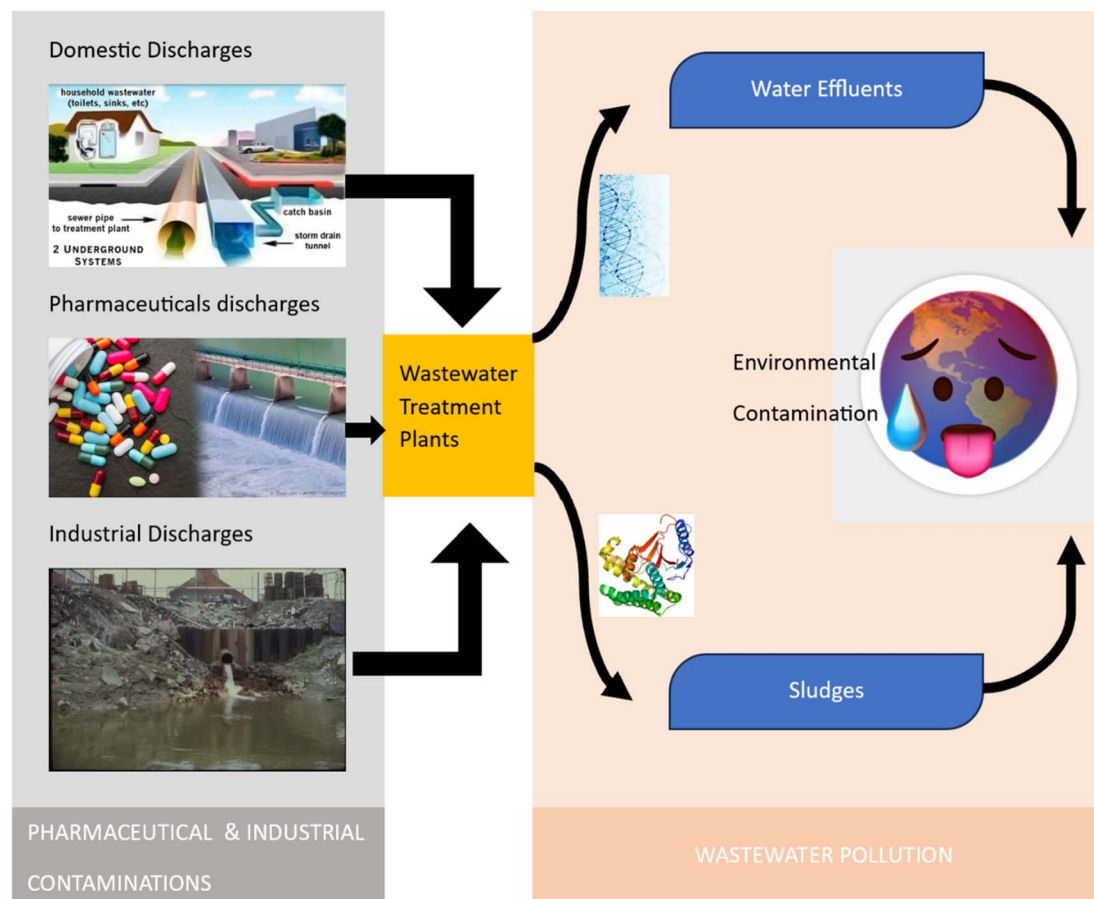 Domestic Discharges
household wastewater
(toilets, sinks, etc)
catch basin
sewer pipe
to treatment plant
storm drain
tunnel
2 UNDERGROUND
SYSTEMS
Pharmaceuticals discharges
Industrial Discharges
PHARMACEUTICAL & INDUSTRIAL
CONTAMINATIONS
Wastewater
Treatment
Plants
Water Effluents
Environmental
Contamination
Sludges
WASTEWATER POLLUTION